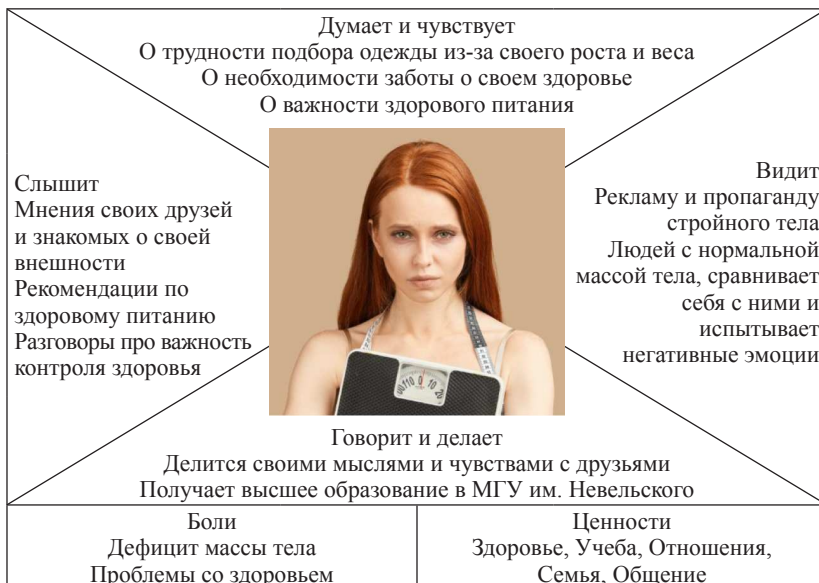 Думает и чувствует
О трудности подбора одежды из-за своего роста и веса
О необходимости заботы о своем здоровье
О важности здорового питания
Слышит
Мнения своих друзей
и знакомых о своей
внешности
Рекомендации по
здоровому питанию
Разговоры про важность
контроля здоровья
Видит
Рекламу и пропаганду
стройного тела
Людей с нормальной
массой тела, сравнивает
себя с ними и
испытывает
негативные эмоции
Говорит и делает
Делится своими мыслями и чувствами с друзьями
Получает высшее образование в МГУ им. Невельского
Боли
Дефицит массы тела
Проблемы со здоровьем
Ценности
Здоровье, Учеба, Отношения,
Семья, Общение